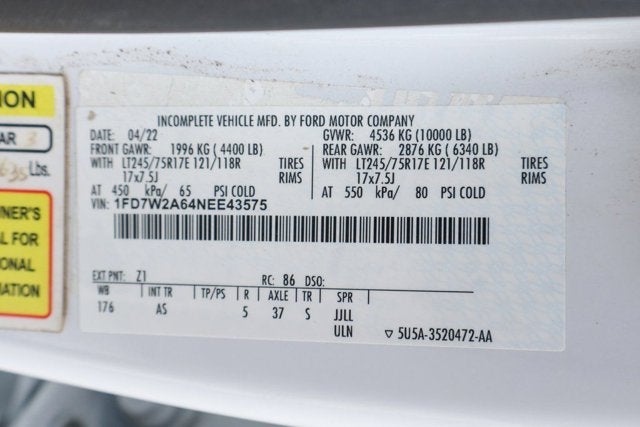 ION
AR 3
635 Lbs.
NER'S
L FOR
ONAL
ATION
INCOMPLETE VEHICLE MFD. BY FORD MOTOR COMPANY
DATE: 04/22 GVWR: 4536 KG (10000 LB)
FRONT GAWR: 1996 KG (4400 LB) REAR GAWR: 2876 KG (6340 LB)
WITH LT245/75R17E 121/118R TIRES WITH LT245/75R17E 121/118R TIRES
17x7.5J RIMS 17x7.5J RIMS
AT 450 kPa/ 65 PSI COLD AT 550 kPa/ 80 PSI COLD
VIN: 1FD7W2A64NEE43575
EXT PNT: Z1 RC: 86 DSO:
WB INT TR TP/PS R AXLE TR SPR
176 AS 5 37 S JJLL
ULN ▽ 5U5A-3520472-AA